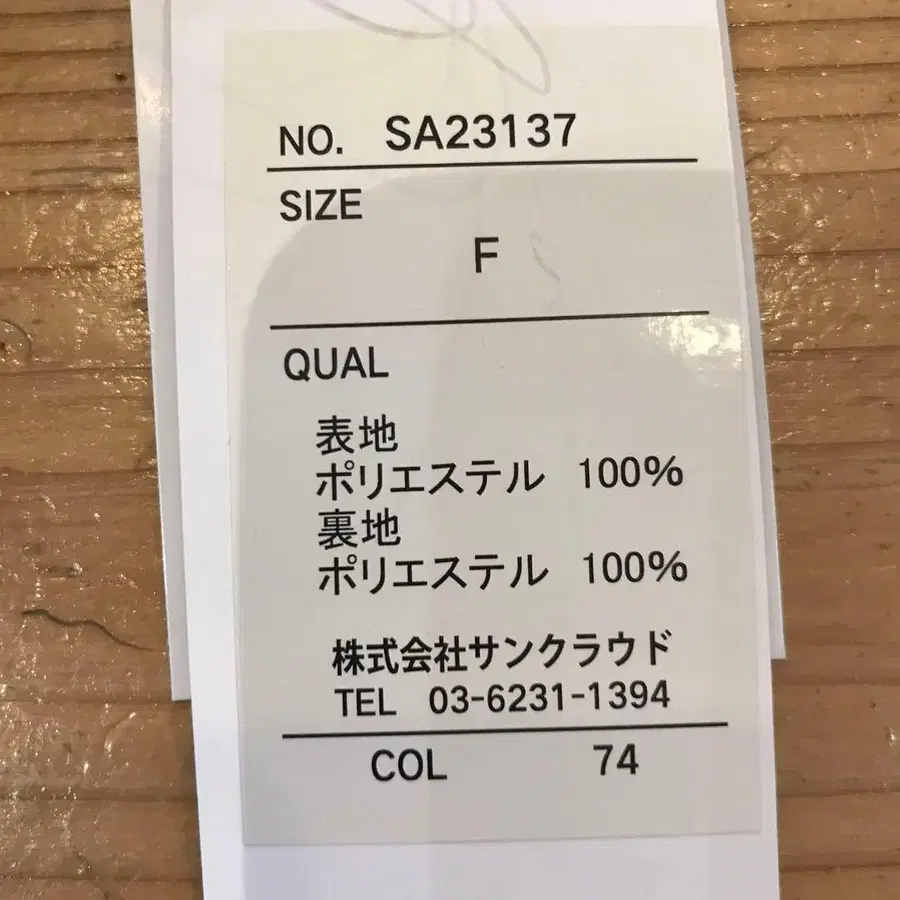 NO. SA23137
SIZE
F
QUAL
表地
ポリエステル 100%
裏地
ポリエステル 100%
株式会社サンクラウド
TEL 03-6231-1394
COL 74